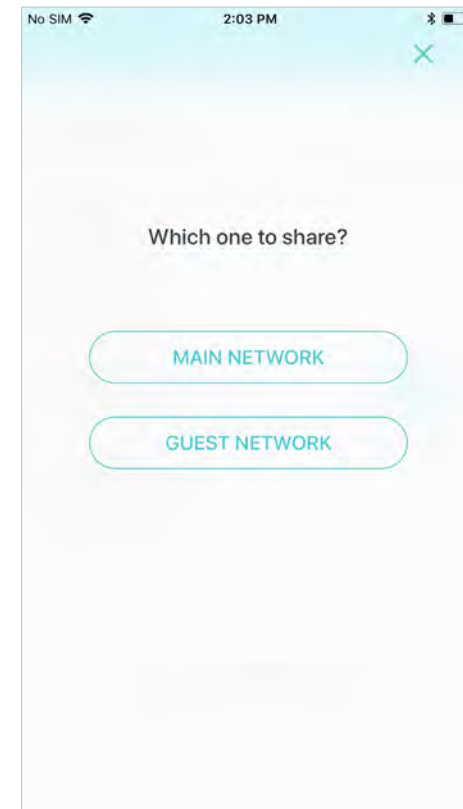 No SIM 2:03 PM
Which one to share?
MAIN NETWORK
GUEST NETWORK